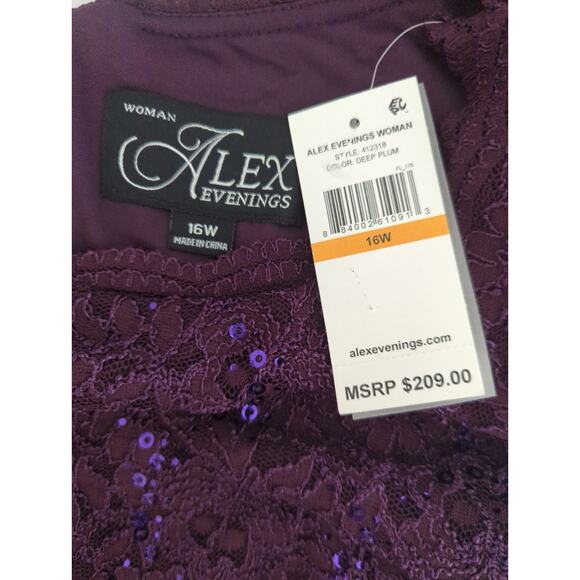 WOMAN
ALEX
EVENINGS
16W
MADE IN CHINA
ALEX EVENINGS WOMAN
STYLE: 412318
COLOR: DEEP PLUM
8 84002 61091 3
16W
alexevenings.com
MSRP $209.00